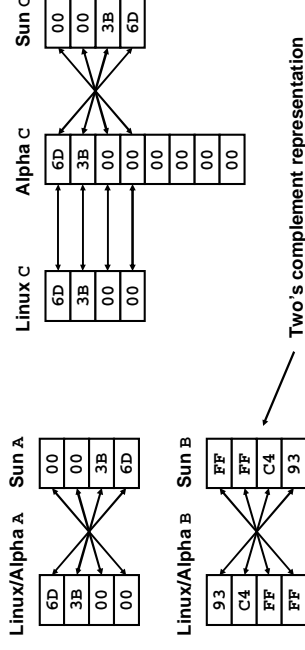 Linux/Alpha A
6D
3B
00
00
Sun A
00
00
3B
6D
Linux C
6D
3B
00
00
Alpha C
6D
3B
00
00
00
00
00
00
Sun C
00
00
3B
6D
Linux/Alpha B
93
C4
FF
FF
Sun B
FF
FF
C4
93
Two's complement representation